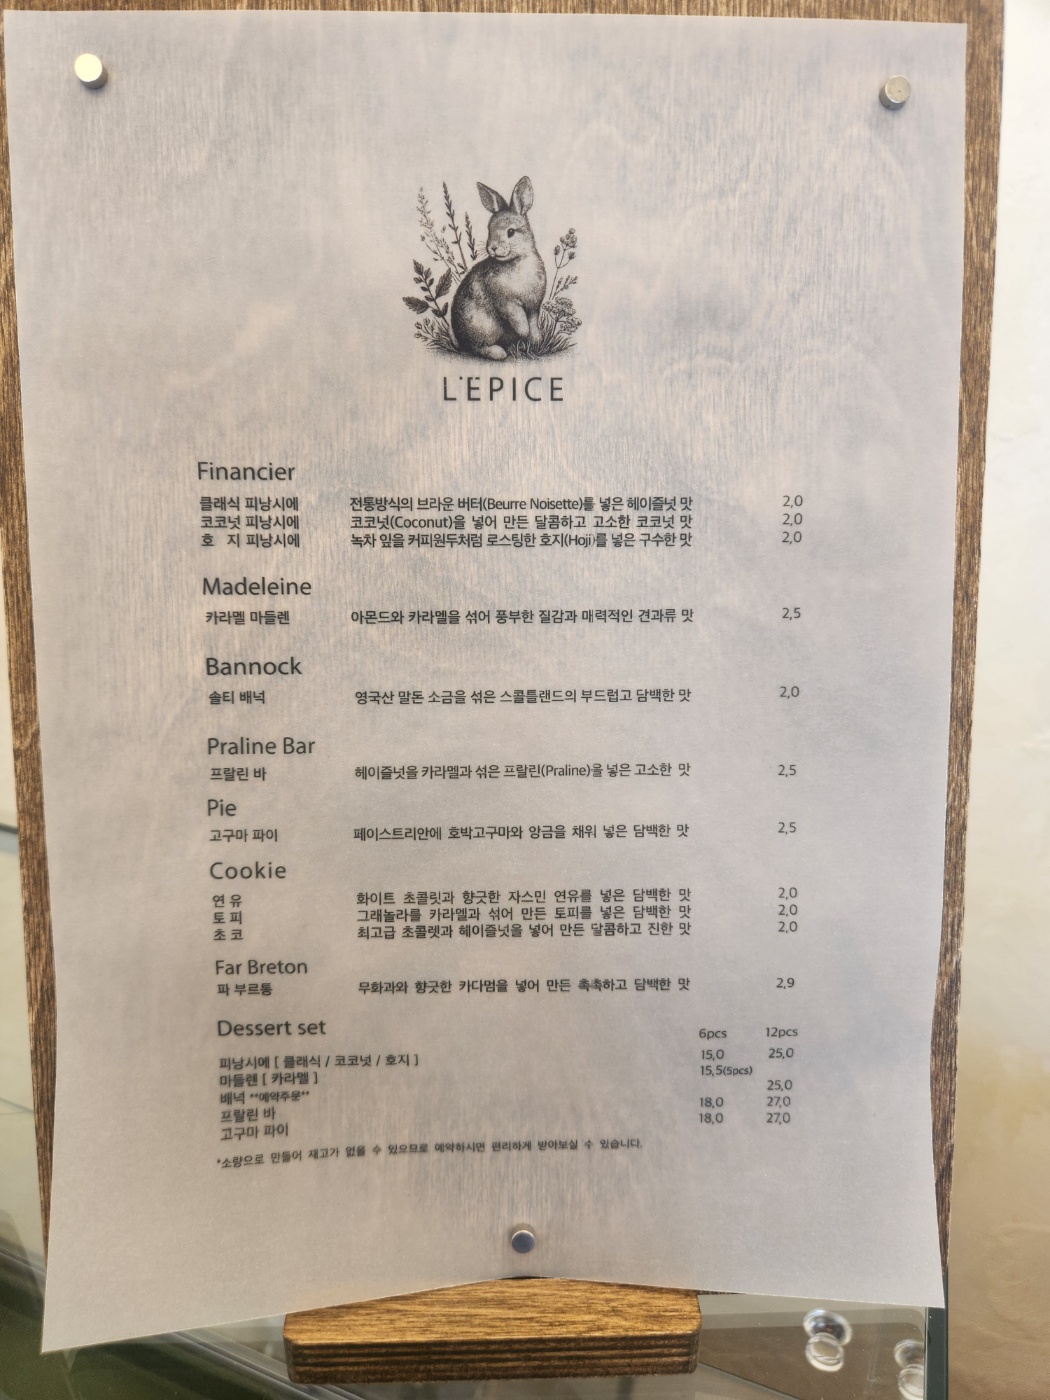 L'EPICE
Financier
클래식 피낭시에 전통방식의 브라운 버터(Beurre Noisette)를 넣은 헤이즐넛 맛 2,0
코코넛 피낭시에 코코넛(Coconut)을 넣어 만든 달콤하고 고소한 코코넛 맛 2,0
호 지 피낭시에 녹차 잎을 커피원두처럼 로스팅한 호지(Hoji)를 넣은 구수한 맛 2,0
Madeleine
카라멜 마들렌 아몬드와 카라멜을 섞어 풍부한 질감과 매력적인 견과류 맛 2,5
Bannock
솔티 배넉 영국산 말돈 소금을 섞은 스콜틀랜드의 부드럽고 담백한 맛 2,0
Praline Bar
프랄린 바 헤이즐넛을 카라멜과 섞은 프랄린(Praline)을 넣은 고소한 맛 2,5
Pie
고구마 파이 페이스트리안에 호박고구마와 앙금을 채워 넣은 담백한 맛 2,5
Cookie
연 유 화이트 초콜릿과 향긋한 자스민 연유를 넣은 담백한 맛 2,0
토 피 그래놀라를 카라멜과 섞어 만든 토피를 넣은 담백한 맛 2,0
초 코 최고급 초콜렛과 헤이즐넛을 넣어 만든 달콤하고 진한 맛 2,0
Far Breton
파 부르통 무화과와 향긋한 카다멈을 넣어 만든 촉촉하고 담백한 맛 2,9
Dessert set 6pcs 12pcs
피낭시에 [ 클래식 / 코코넛 / 호지 ] 15,0 25,0
마들렌 [ 카라멜 ] 15,5(5pcs)
배넉 **예약주문** 25,0
프랄린 바 18,0 27,0
고구마 파이 18,0 27,0
*소량으로 만들어 재고가 없을 수 있으므로 예약하시면 편리하게 받아보실 수 있습니다.